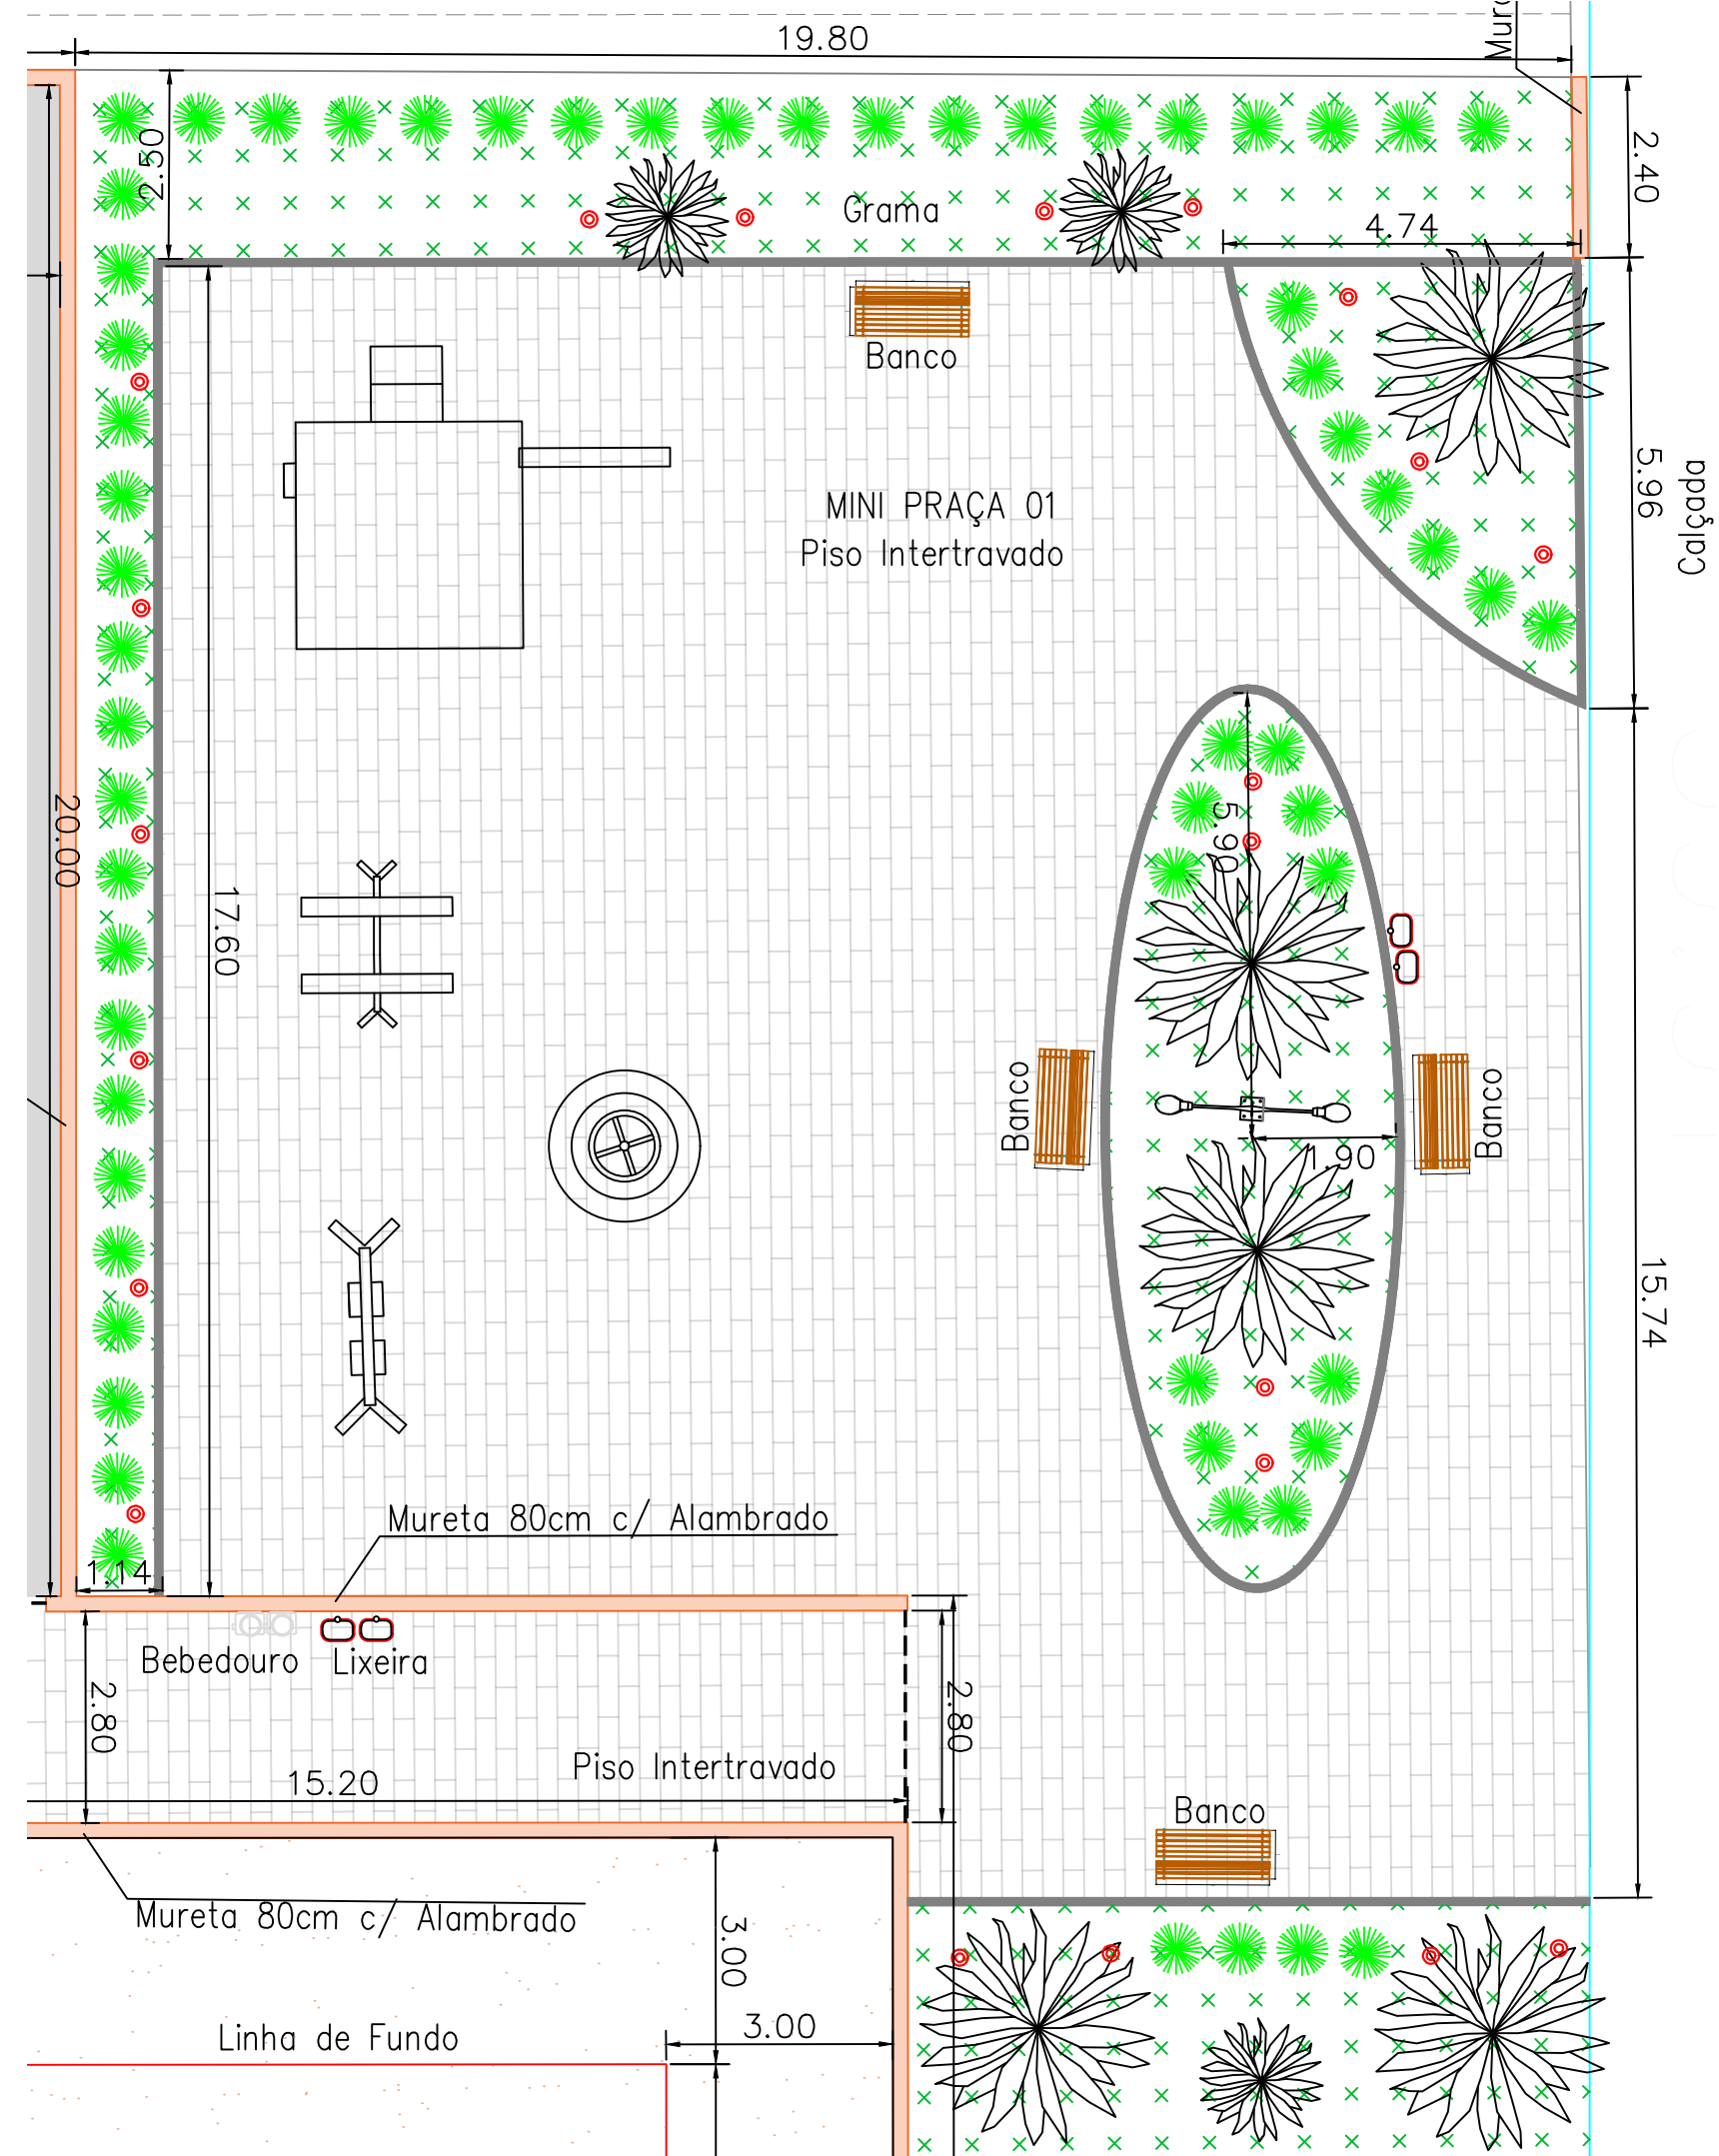 19.80
Muro
2.50
2.40
Grama
4.74
Banco
MINI PRAÇA 01
Piso Intertravado
5.96
Calçada
20.00
17.60
5.90
Banco
Banco
1.90
15.74
Mureta 80cm c/ Alambrado
1.14
Bebedouro
Lixeira
2.80
2.80
15.20
Piso Intertravado
Banco
Mureta 80cm c/ Alambrado
3.00
3.00
Linha de Fundo